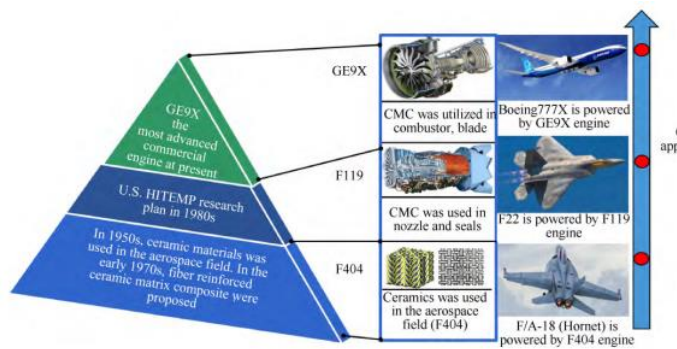 GE9X
the
most advanced
commercial
engine at present
U.S. HITEMP research
plan in 1980s
In 1950s, ceramic materials was
used in the aerospace field. In the
early 1970s, fiber reinforced
ceramic matrix composite were
proposed
GE9X
F119
F404
CMC was utilized in
combustor, blade
CMC was used in
nozzle and seals
Ceramics was used
in the aerospace
field (F404)
Boeing777X is powered
by GE9X engine
F22 is powered by F119
engine
F/A-18 (Hornet) is
powered by F404 engine